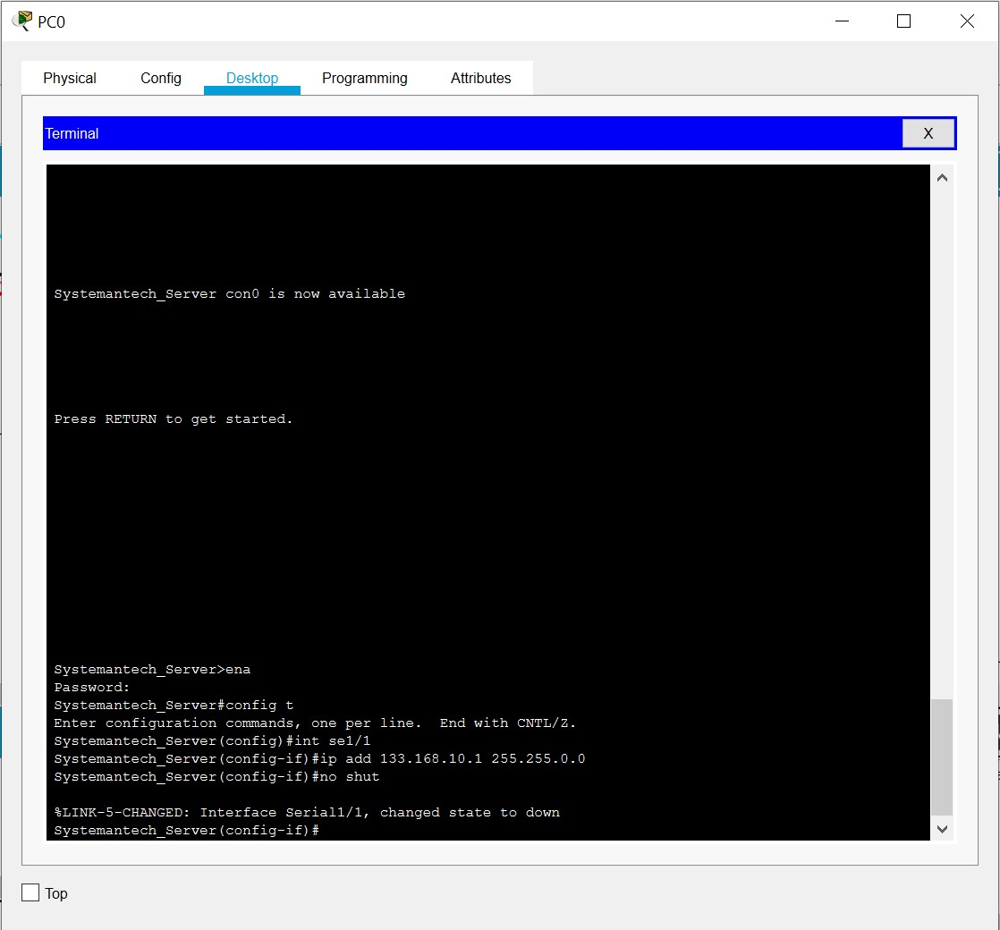 PC0
Physical Config Desktop Programming Attributes
Terminal X
Systemantech_Server con0 is now available
Press RETURN to get started.
Systemantech_Server>ena
Password:
Systemantech_Server#config t
Enter configuration commands, one per line.  End with CNTL/Z.
Systemantech_Server(config)#int se1/1
Systemantech_Server(config-if)#ip add 133.168.10.1 255.255.0.0
Systemantech_Server(config-if)#no shut
%LINK-5-CHANGED: Interface Serial1/1, changed state to down
Systemantech_Server(config-if)#
Top